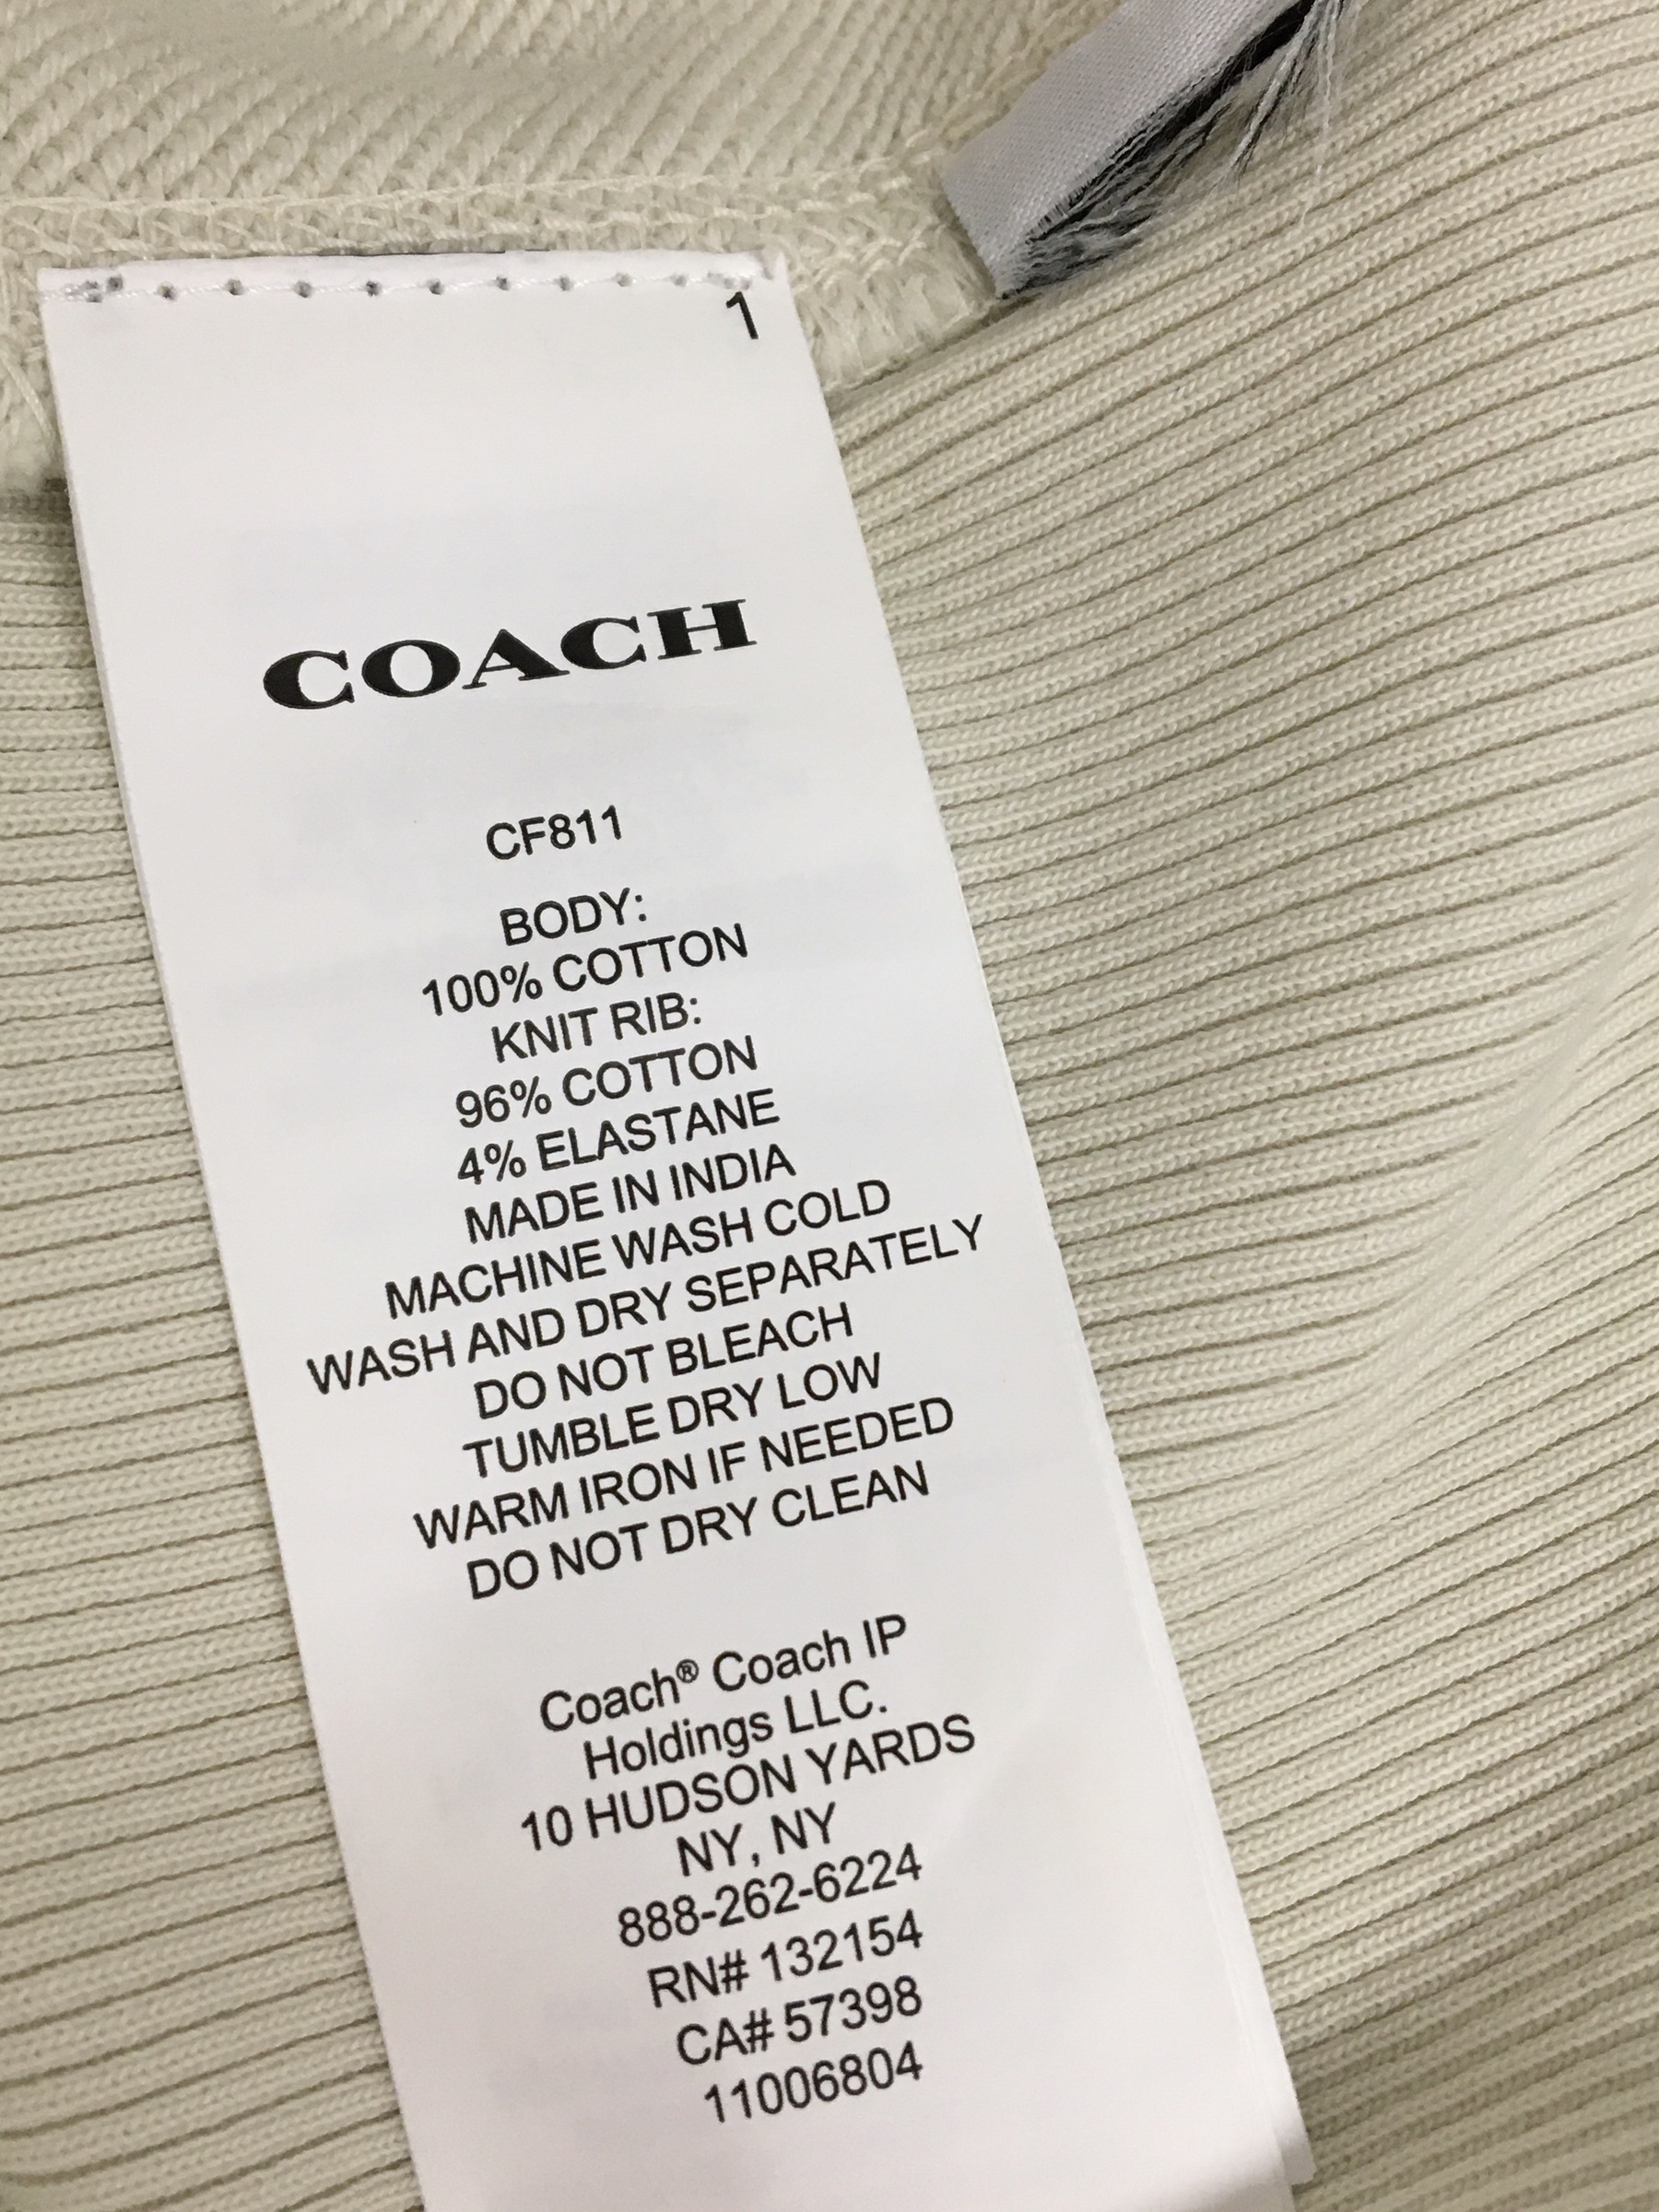 1
COACH
CF811
BODY:
100% COTTON
KNIT RIB:
96% COTTON
4% ELASTANE
MADE IN INDIA
MACHINE WASH COLD
WASH AND DRY SEPARATELY
DO NOT BLEACH
TUMBLE DRY LOW
WARM IRON IF NEEDED
DO NOT DRY CLEAN
Coach® Coach IP
Holdings LLC.
10 HUDSON YARDS
NY, NY
888-262-6224
RN# 132154
CA# 57398
11006804